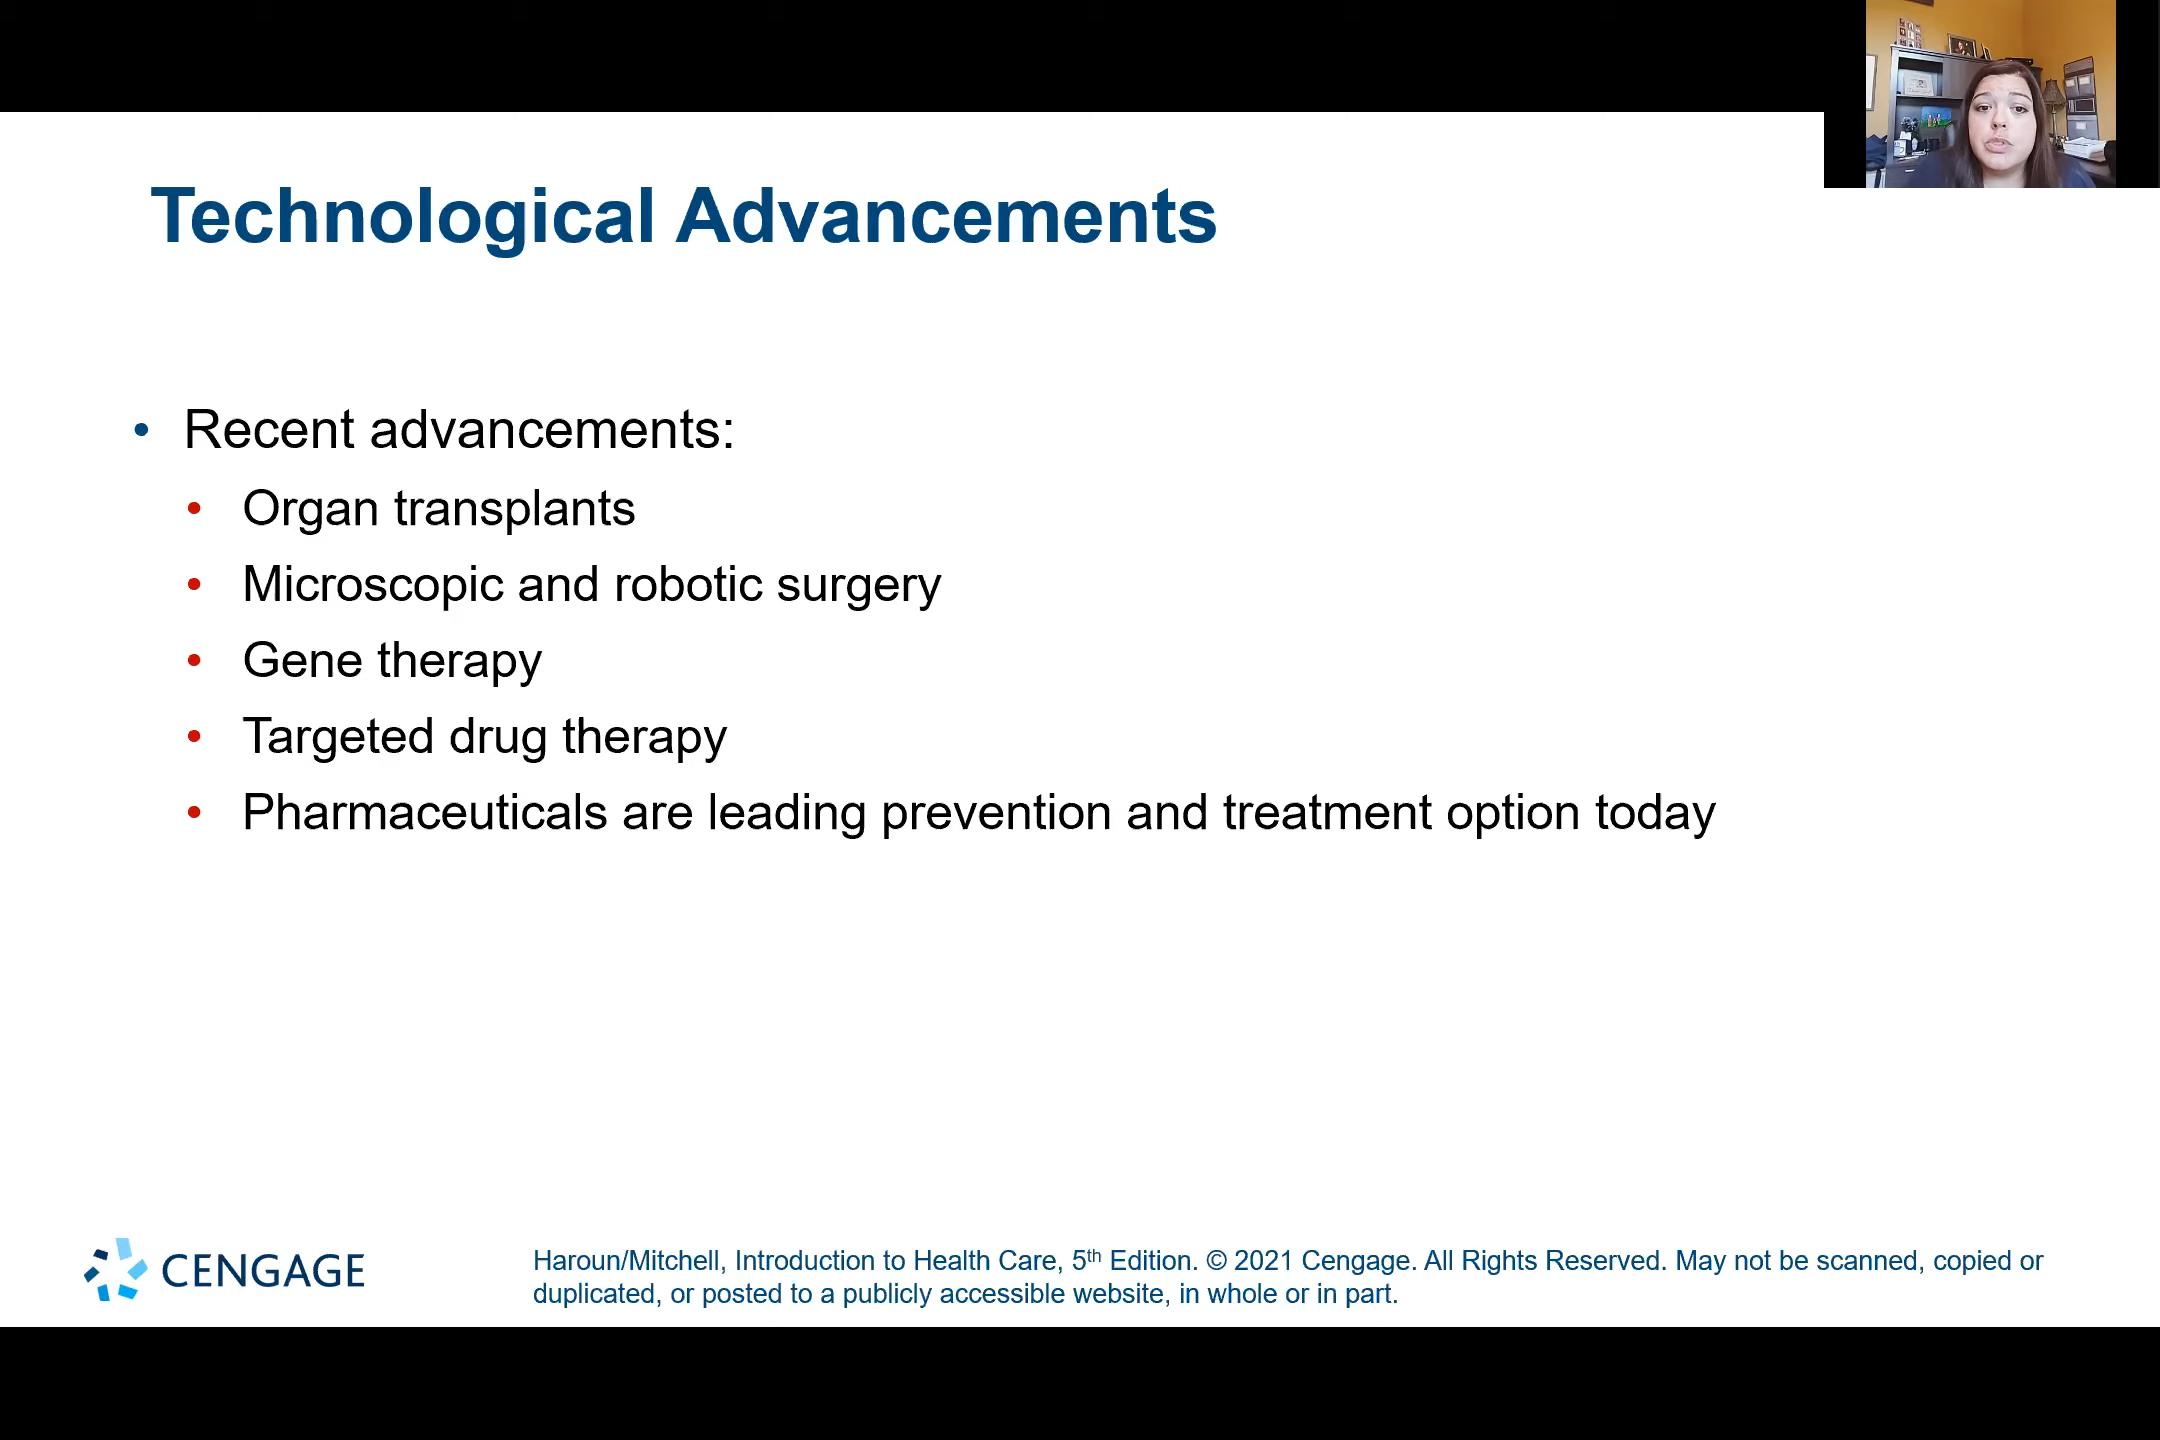 Technological Advancements
• Recent advancements:
• Organ transplants
• Microscopic and robotic surgery
• Gene therapy
• Targeted drug therapy
• Pharmaceuticals are leading prevention and treatment option today
CENGAGE
Haroun/Mitchell, Introduction to Health Care, 5th Edition. © 2021 Cengage. All Rights Reserved. May not be scanned, copied or
duplicated, or posted to a publicly accessible website, in whole or in part.